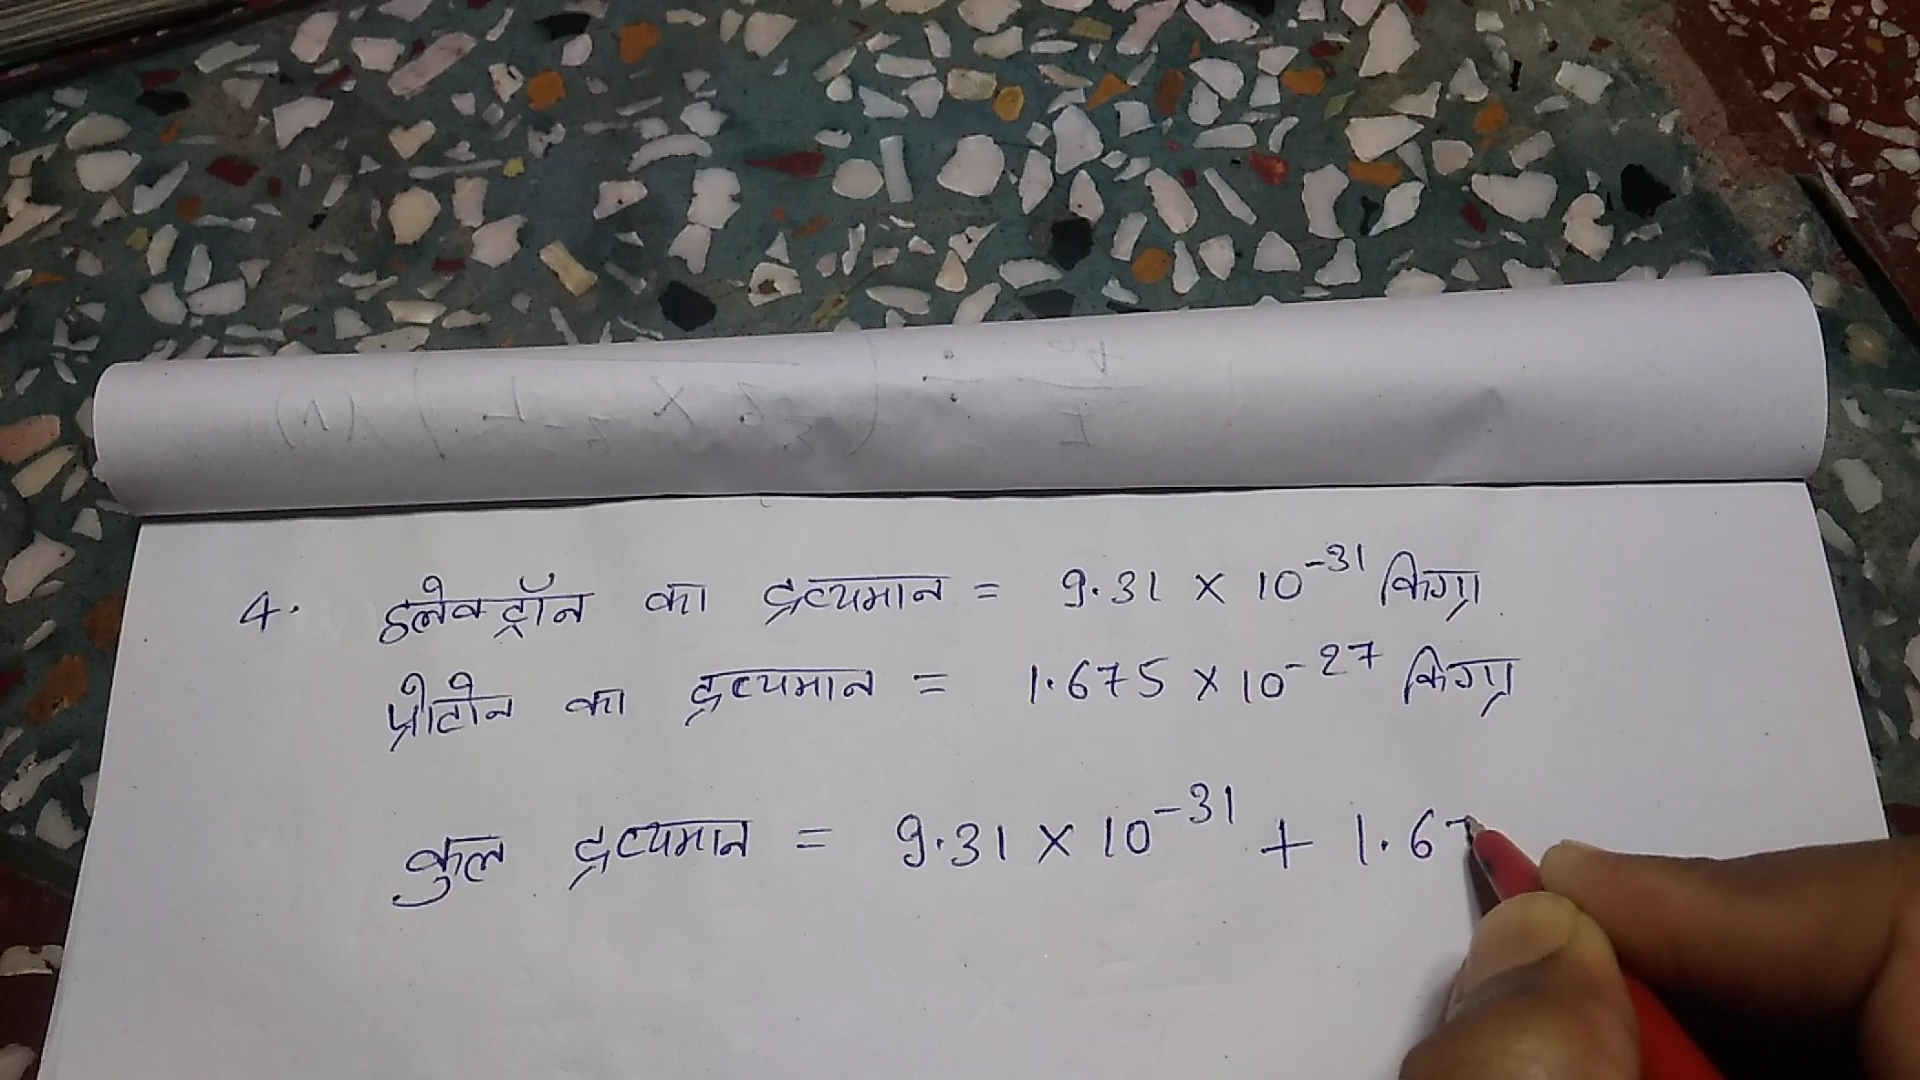 4. इलेक्ट्रॉन का द्रव्यमान = 9.31 × 10⁻³¹ किग्रा
प्रोटोन का द्रव्यमान = 1.675 × 10⁻²⁷ किग्रा
कुल द्रव्यमान = 9.31 × 10⁻³¹ + 1.67